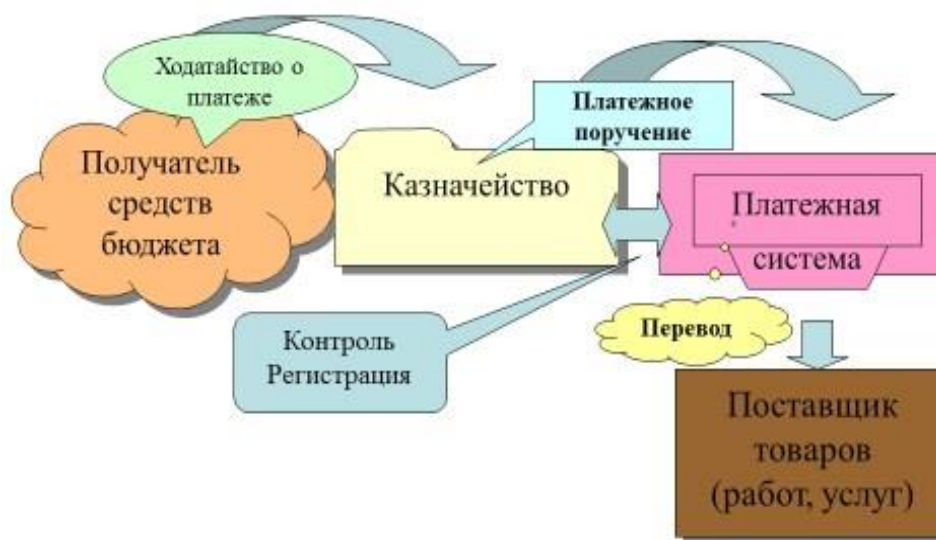 Ходатайство о
платеже
Платежное
поручение
Получатель
средств
бюджета
Казначейство
Платежная
система
Контроль
Регистрация
Перевод
Поставщик
товаров
(работ, услуг)